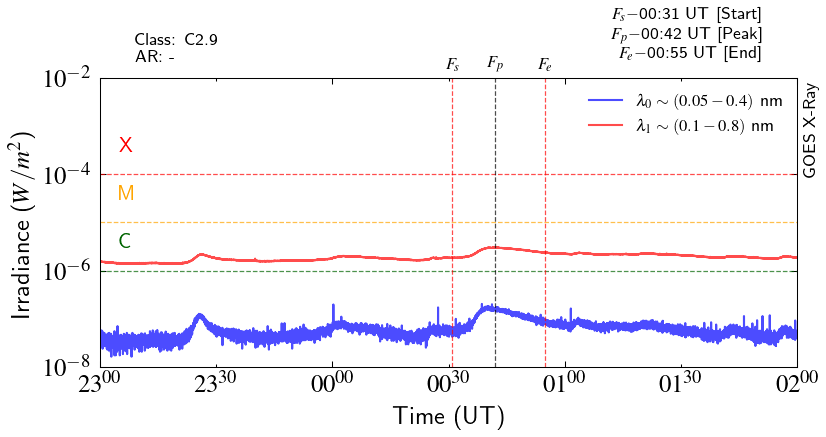 Class: C2.9
AR: -
Fs−00:31 UT [Start]
Fp−00:42 UT [Peak]
Fe−00:55 UT [End]
Fs Fp Fe
10⁻²
10⁻⁴
10⁻⁶
10⁻⁸
Irradiance (W/m²)
X
M
C
λ₀ ∼ (0.05 − 0.4) nm
λ₁ ∼ (0.1 − 0.8) nm
GOES X-Ray
23⁰⁰ 23³⁰ 00⁰⁰ 00³⁰ 01⁰⁰ 01³⁰ 02⁰⁰
Time (UT)